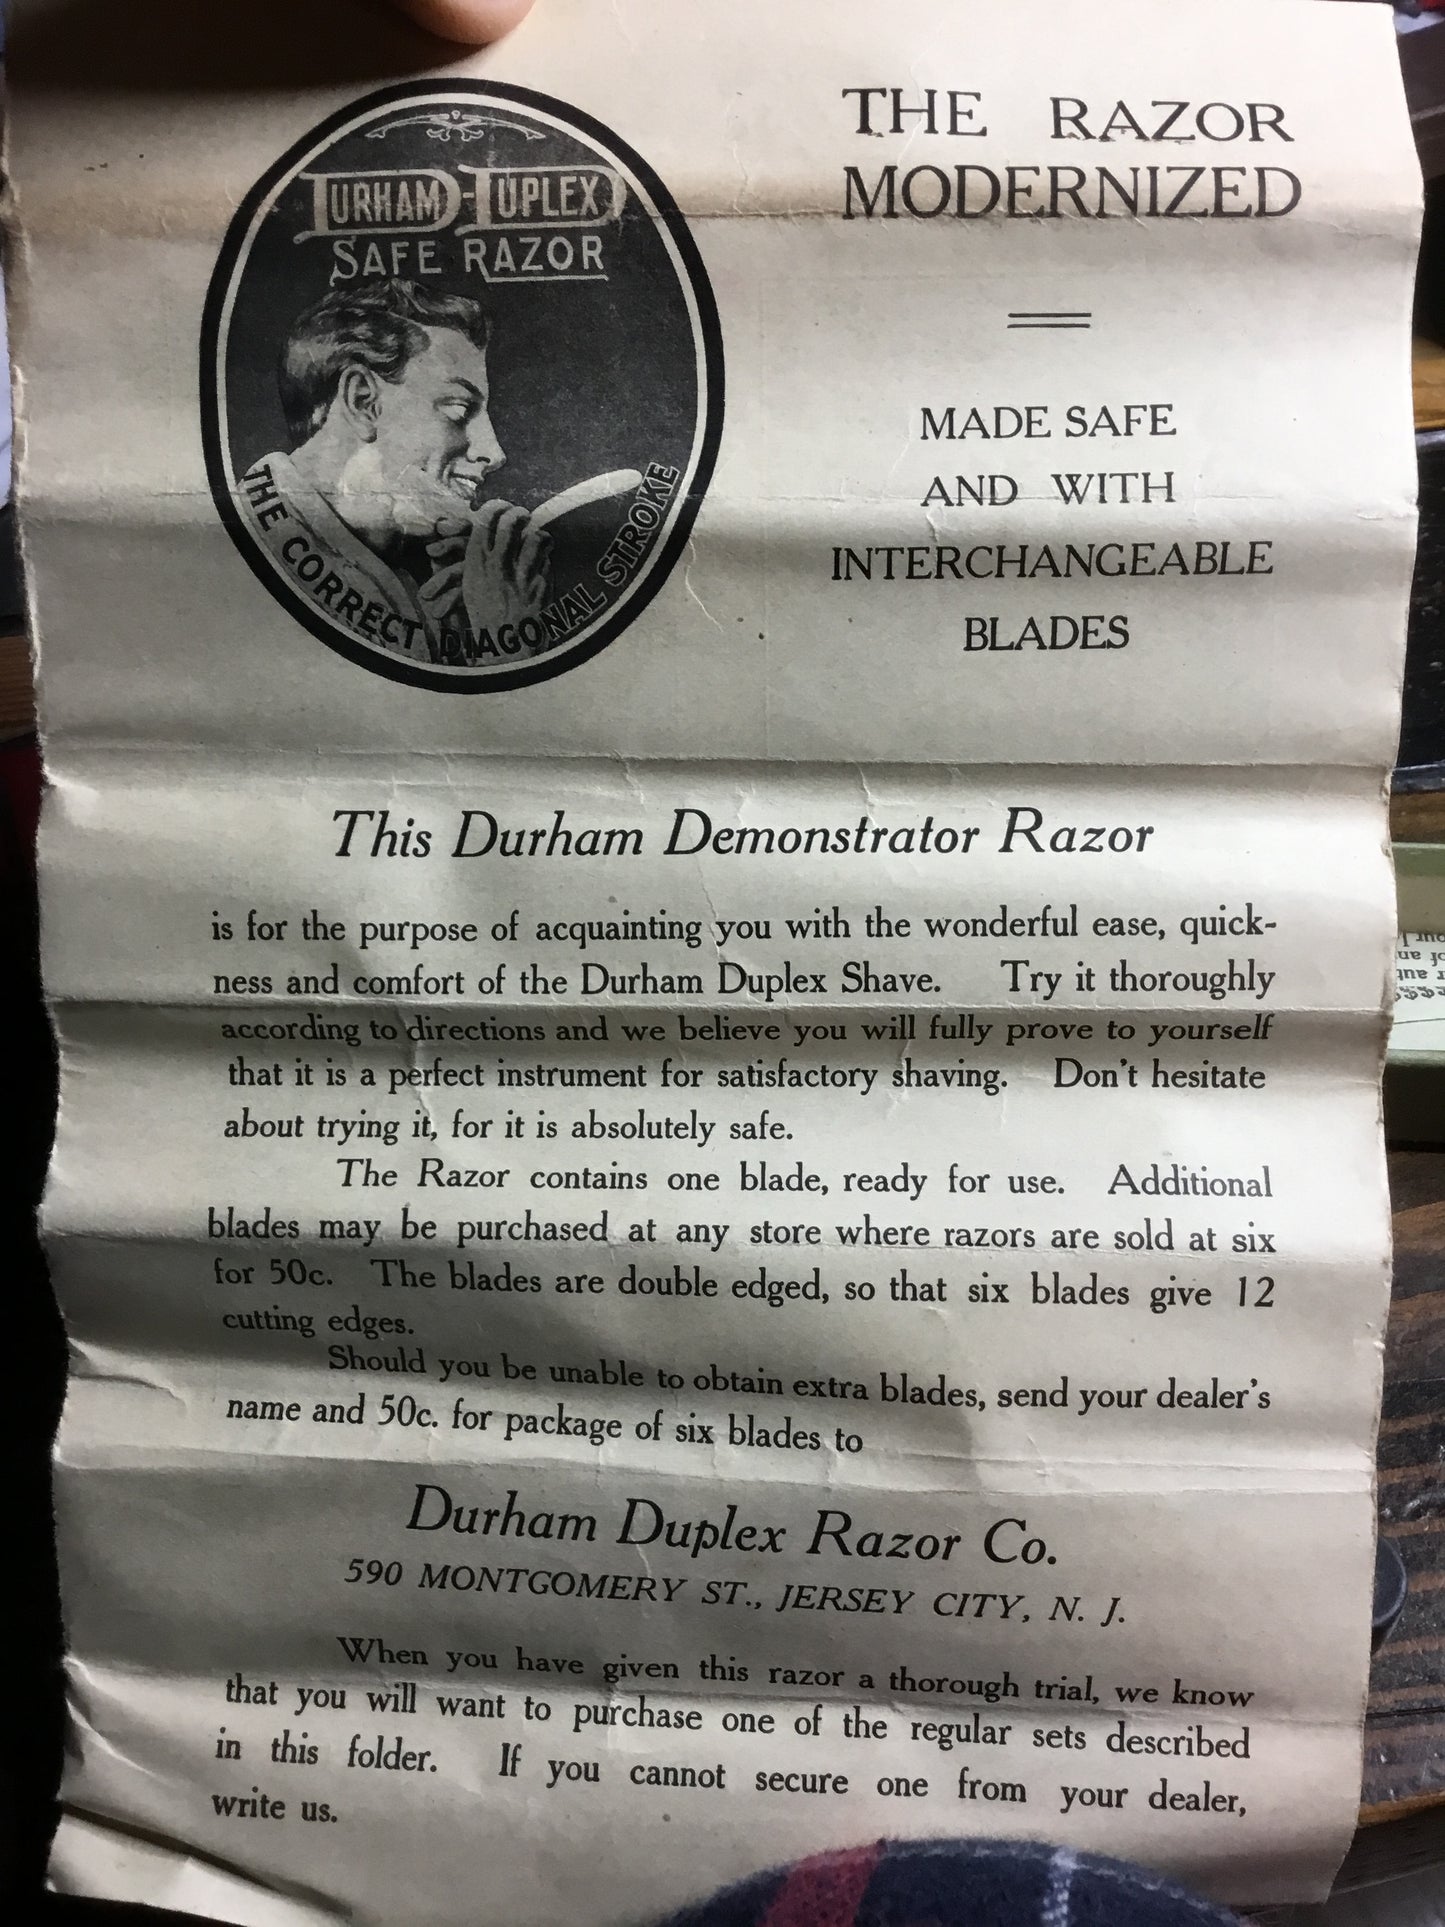 DURHAM-DUPLEX
SAFE RAZOR
THE CORRECT DIAGONAL STROKE
THE RAZOR
MODERNIZED
MADE SAFE
AND WITH
INTERCHANGEABLE
BLADES
This Durham Demonstrator Razor
is for the purpose of acquainting you with the wonderful ease, quick-
ness and comfort of the Durham Duplex Shave. Try it thoroughly
according to directions and we believe you will fully prove to yourself
that it is a perfect instrument for satisfactory shaving. Don't hesitate
about trying it, for it is absolutely safe.
The Razor contains one blade, ready for use. Additional
blades may be purchased at any store where razors are sold at six
for 50c. The blades are double edged, so that six blades give 12
cutting edges.
Should you be unable to obtain extra blades, send your dealer's
name and 50c. for package of six blades to
Durham Duplex Razor Co.
590 MONTGOMERY ST., JERSEY CITY, N. J.
When you have given this razor a thorough trial, we know
that you will want to purchase one of the regular sets described
in this folder. If you cannot secure one from your dealer,
write us.